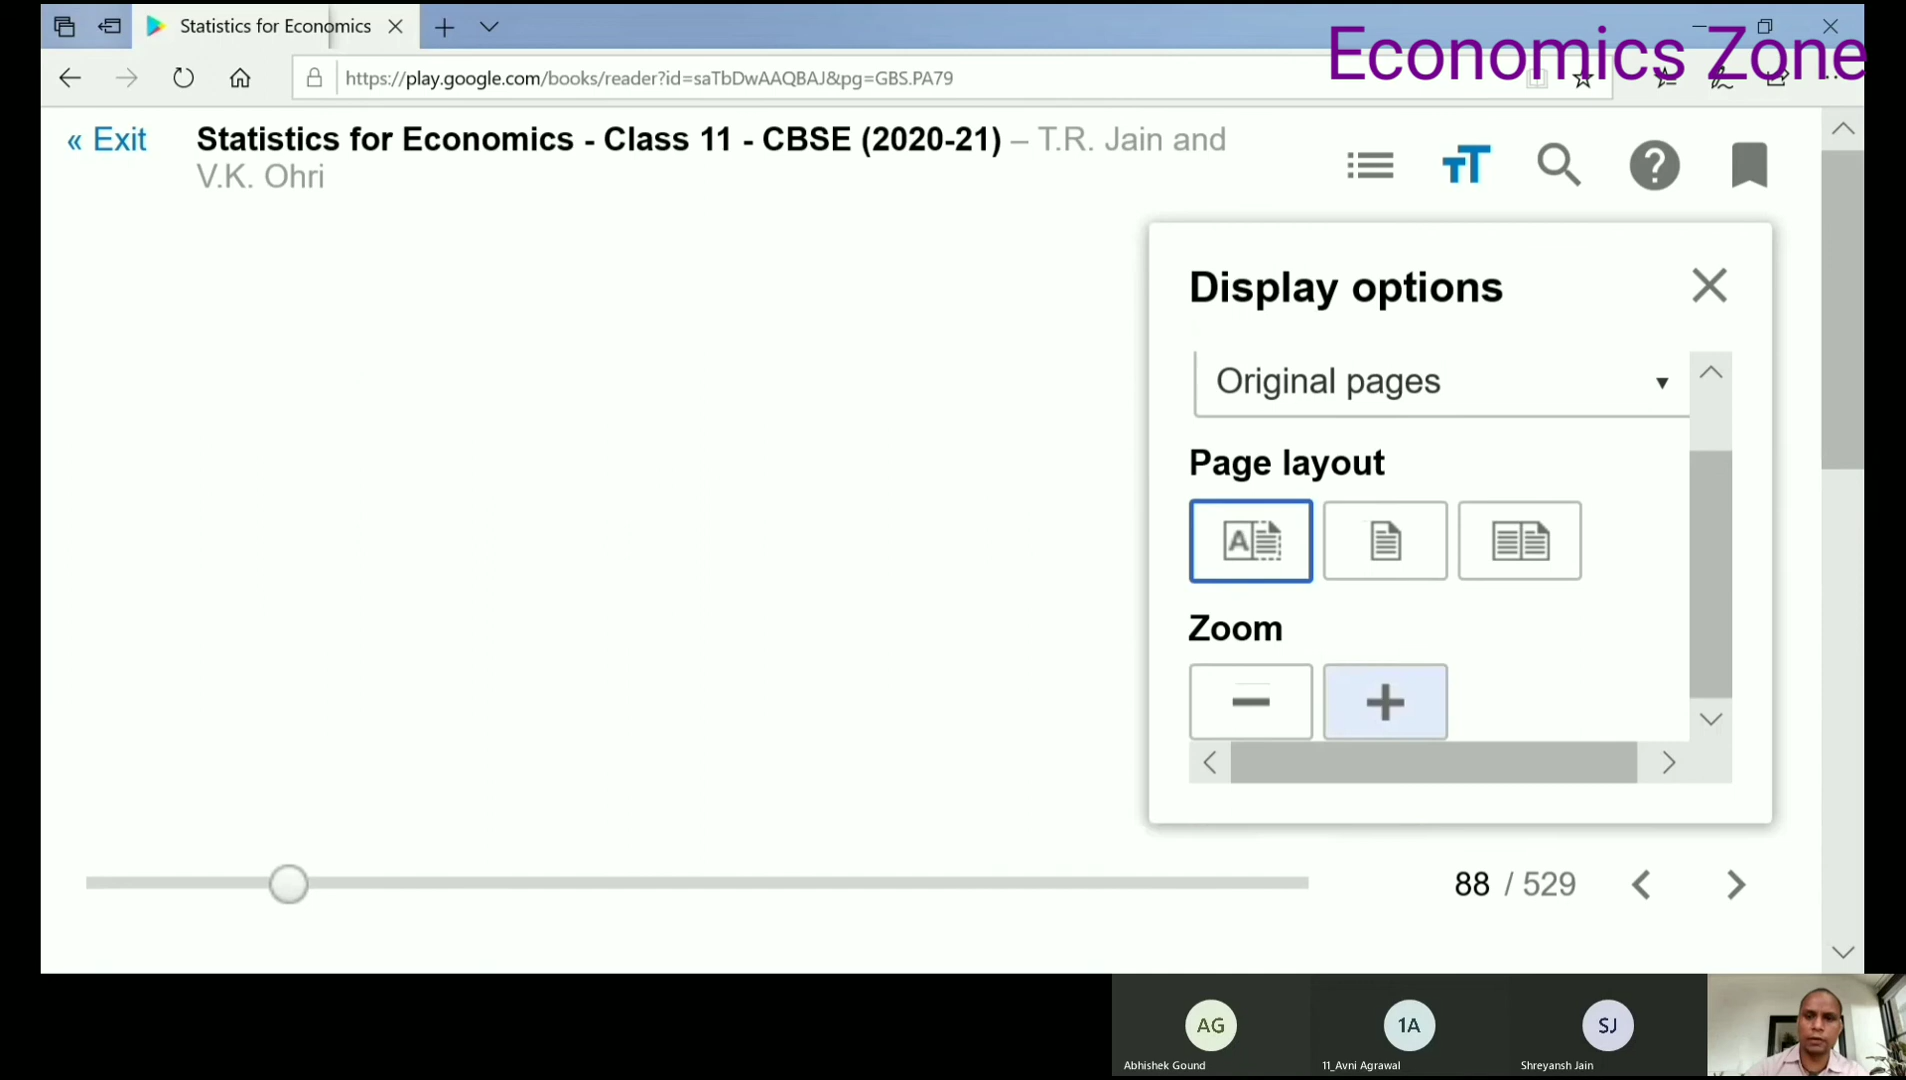 Statistics for Economics
Economics Zone
https://play.google.com/books/reader?id=saTbDwAAQBAJ&pg=GBS.PA79
« Exit
Statistics for Economics - Class 11 - CBSE (2020-21) – T.R. Jain and
V.K. Ohri
Display options
Original pages
Page layout
A
Zoom
88 / 529
AG
1A
SJ
Abhishek Gound
11_Avni Agrawal
Shreyansh Jain